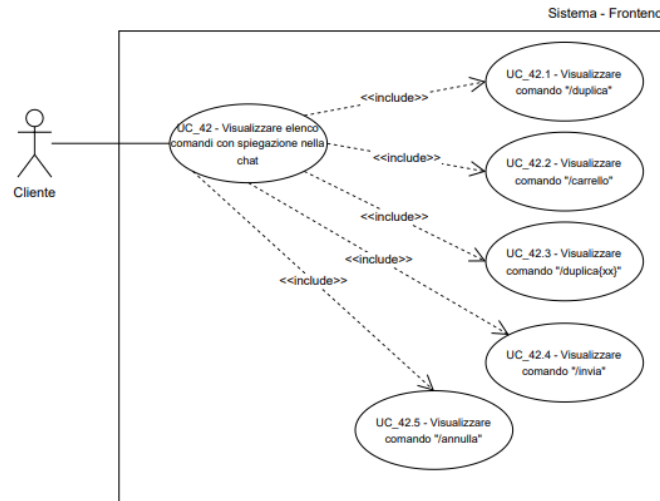 Sistema - Frontend
UC_42.1 - Visualizzare
comando "/duplica"
<<include>>
UC_42 - Visualizzare elenco
comandi con spiegazione nella
chat
<<include>>
UC_42.2 - Visualizzare
comando "/carrello"
Cliente
<<include>>
UC_42.3 - Visualizzare
comando "/duplica{xx}"
<<include>>
<<include>>
UC_42.4 - Visualizzare
comando "/invia"
UC_42.5 - Visualizzare
comando "/annulla"